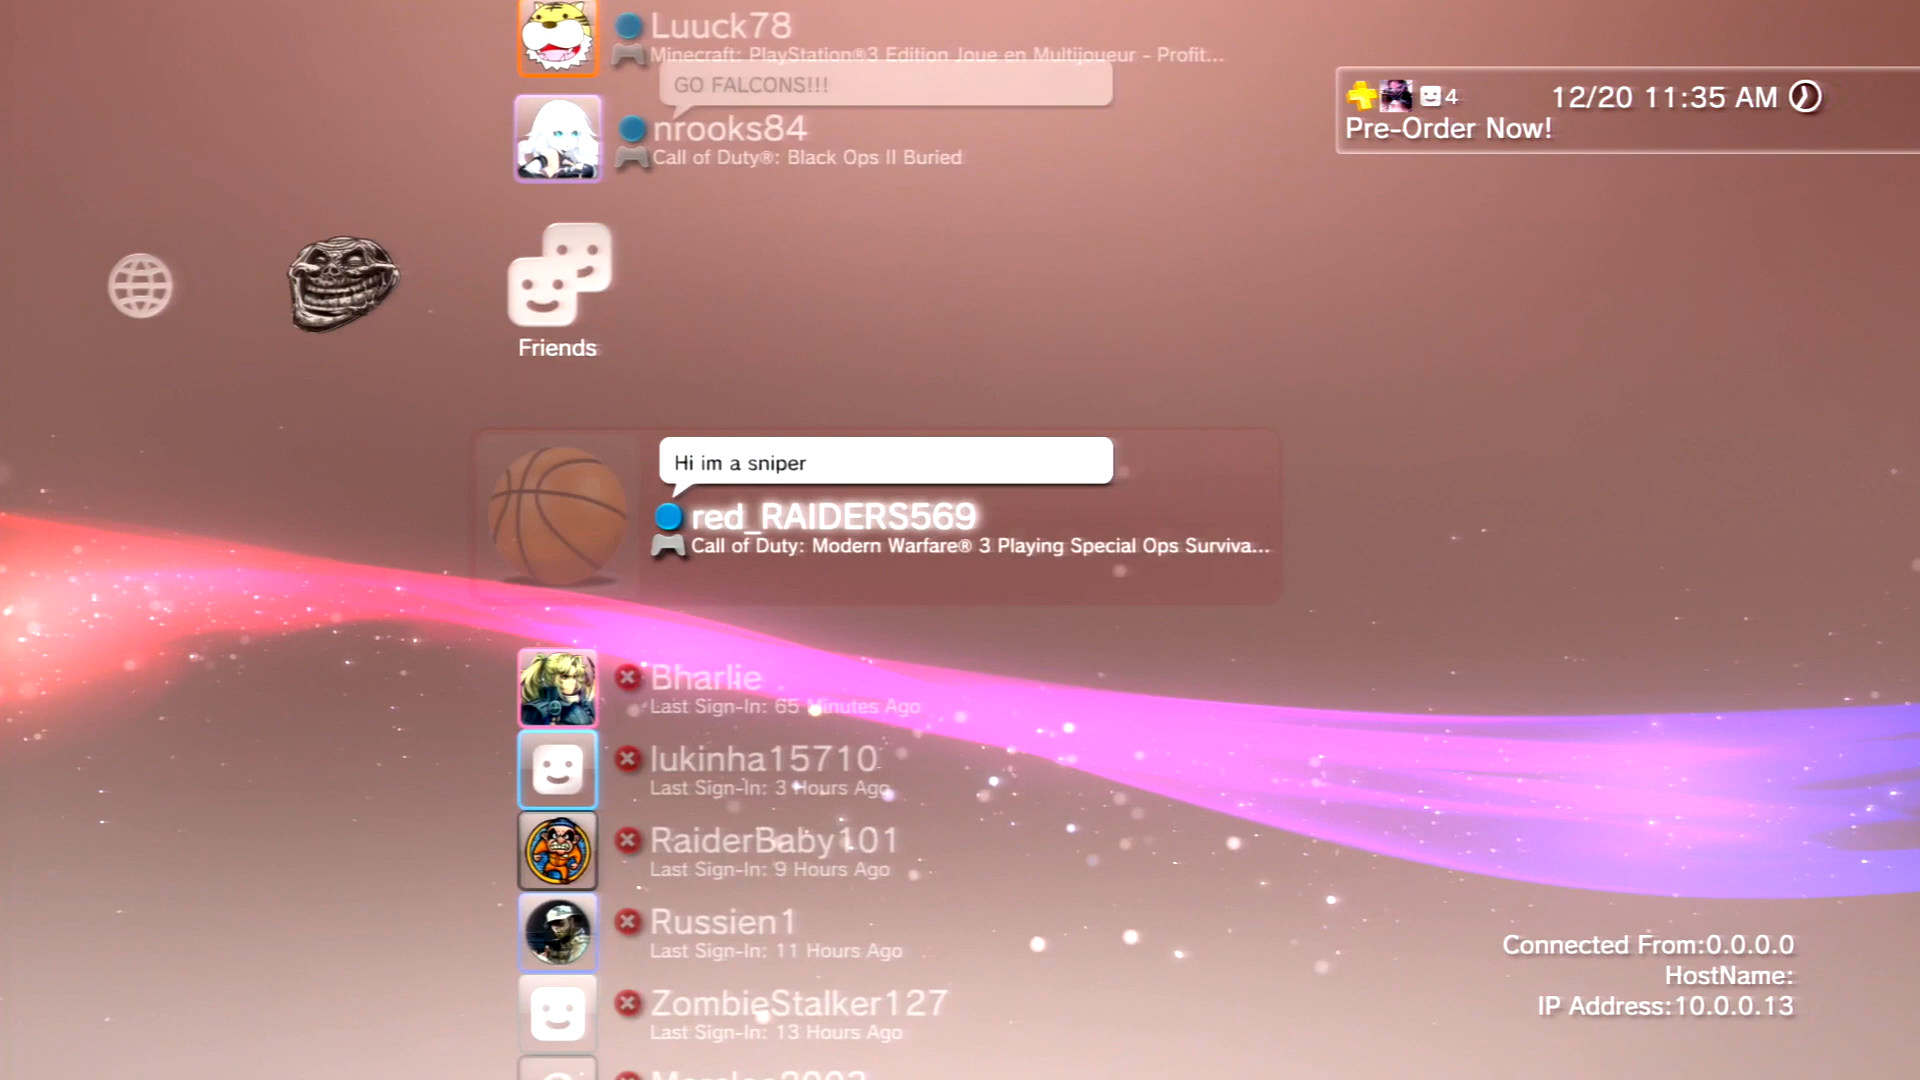 Luuck78
Minecraft: PlayStation®3 Edition Joue en Multijoueur - Profit...
GO FALCONS!!!
nrooks84
Call of Duty®: Black Ops II Buried
4
12/20 11:35 AM
Pre-Order Now!
Friends
Hi im a sniper
red_RAIDERS569
Call of Duty: Modern Warfare® 3 Playing Special Ops Surviva...
Bharlie
Last Sign-In: 65 Minutes Ago
lukinha15710
Last Sign-In: 3 Hours Ago
RaiderBaby101
Last Sign-In: 9 Hours Ago
Russien1
Last Sign-In: 11 Hours Ago
ZombieStalker127
Last Sign-In: 13 Hours Ago
Connected From:0.0.0.0
HostName:
IP Address:10.0.0.13